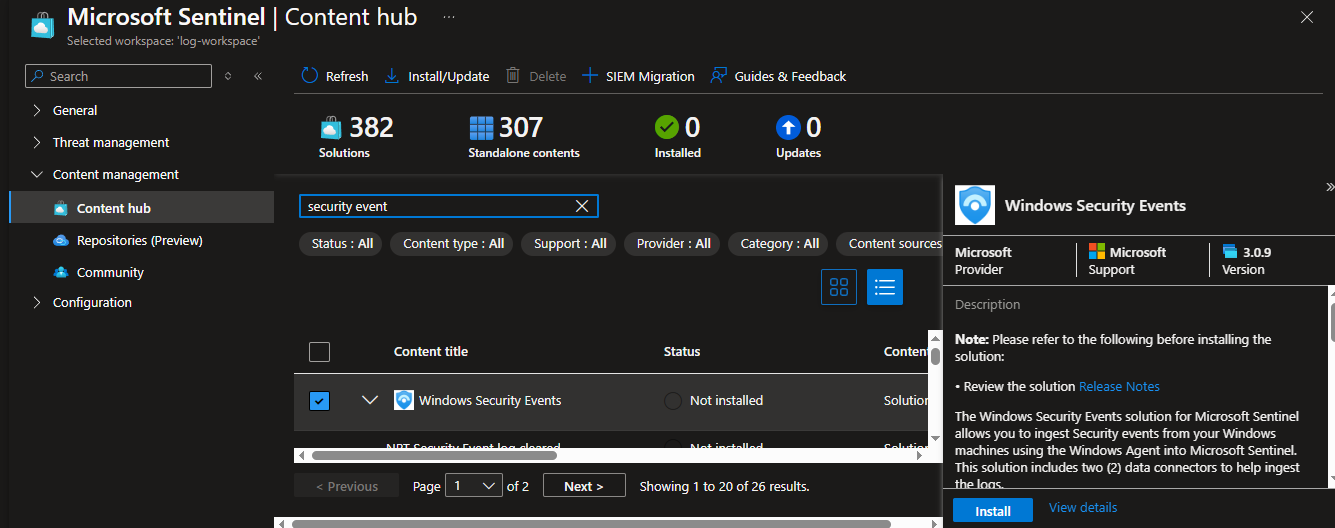 Microsoft Sentinel | Content hub ...
Selected workspace: 'log-workspace'
Search
General
Threat management
Content management
Content hub
Repositories (Preview)
Community
Configuration
Refresh
Install/Update
Delete
SIEM Migration
Guides & Feedback
382
Solutions
307
Standalone contents
0
Installed
0
Updates
security event
Status : All
Content type : All
Support : All
Provider : All
Category : All
Content sources
Content title
Status
Conten
Windows Security Events
Not installed
Solution
NRT Security Event log cleared
Not installed
Solution
< Previous
Page
1
of 2
Next >
Showing 1 to 20 of 26 results.
Windows Security Events
Microsoft
Provider
Microsoft
Support
3.0.9
Version
Description
Note: Please refer to the following before installing the
solution:
• Review the solution Release Notes
The Windows Security Events solution for Microsoft Sentinel
allows you to ingest Security events from your Windows
machines using the Windows Agent into Microsoft Sentinel.
This solution includes two (2) data connectors to help ingest
the logs.
Install
View details